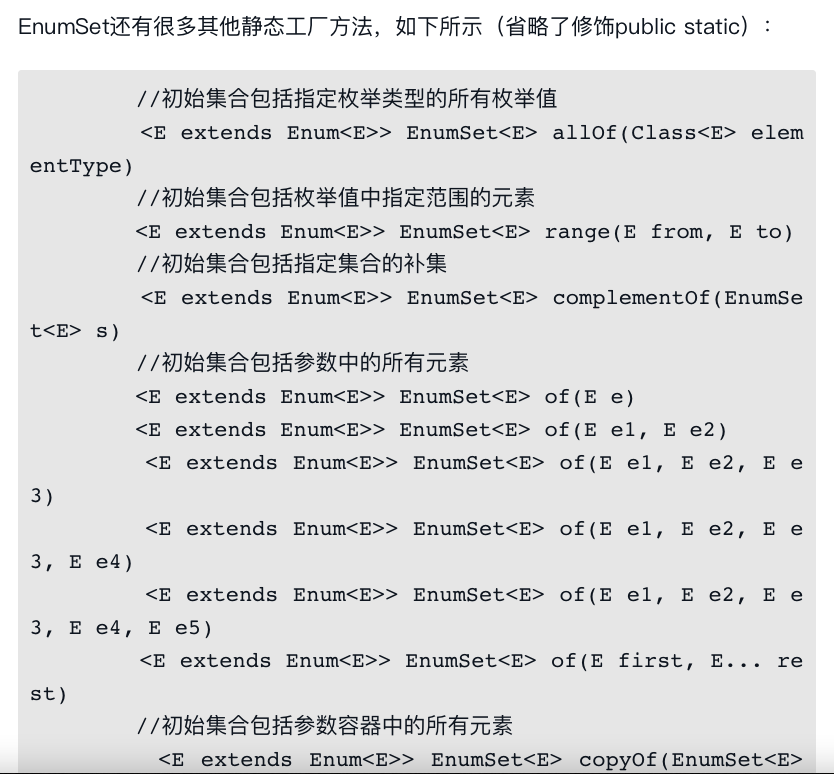 EnumSet还有很多其他静态工厂方法，如下所示（省略了修饰public static）：
//初始集合包括指定枚举类型的所有枚举值
<E extends Enum<E>> EnumSet<E> allOf(Class<E> elem
entType)
//初始集合包括枚举值中指定范围的元素
<E extends Enum<E>> EnumSet<E> range(E from, E to)
//初始集合包括指定集合的补集
<E extends Enum<E>> EnumSet<E> complementOf(EnumSe
t<E> s)
//初始集合包括参数中的所有元素
<E extends Enum<E>> EnumSet<E> of(E e)
<E extends Enum<E>> EnumSet<E> of(E e1, E e2)
<E extends Enum<E>> EnumSet<E> of(E e1, E e2, E e
3)
<E extends Enum<E>> EnumSet<E> of(E e1, E e2, E e
3, E e4)
<E extends Enum<E>> EnumSet<E> of(E e1, E e2, E e
3, E e4, E e5)
<E extends Enum<E>> EnumSet<E> of(E first, E... re
st)
//初始集合包括参数容器中的所有元素
<E extends Enum<E>> EnumSet<E> copyOf(EnumSet<E>